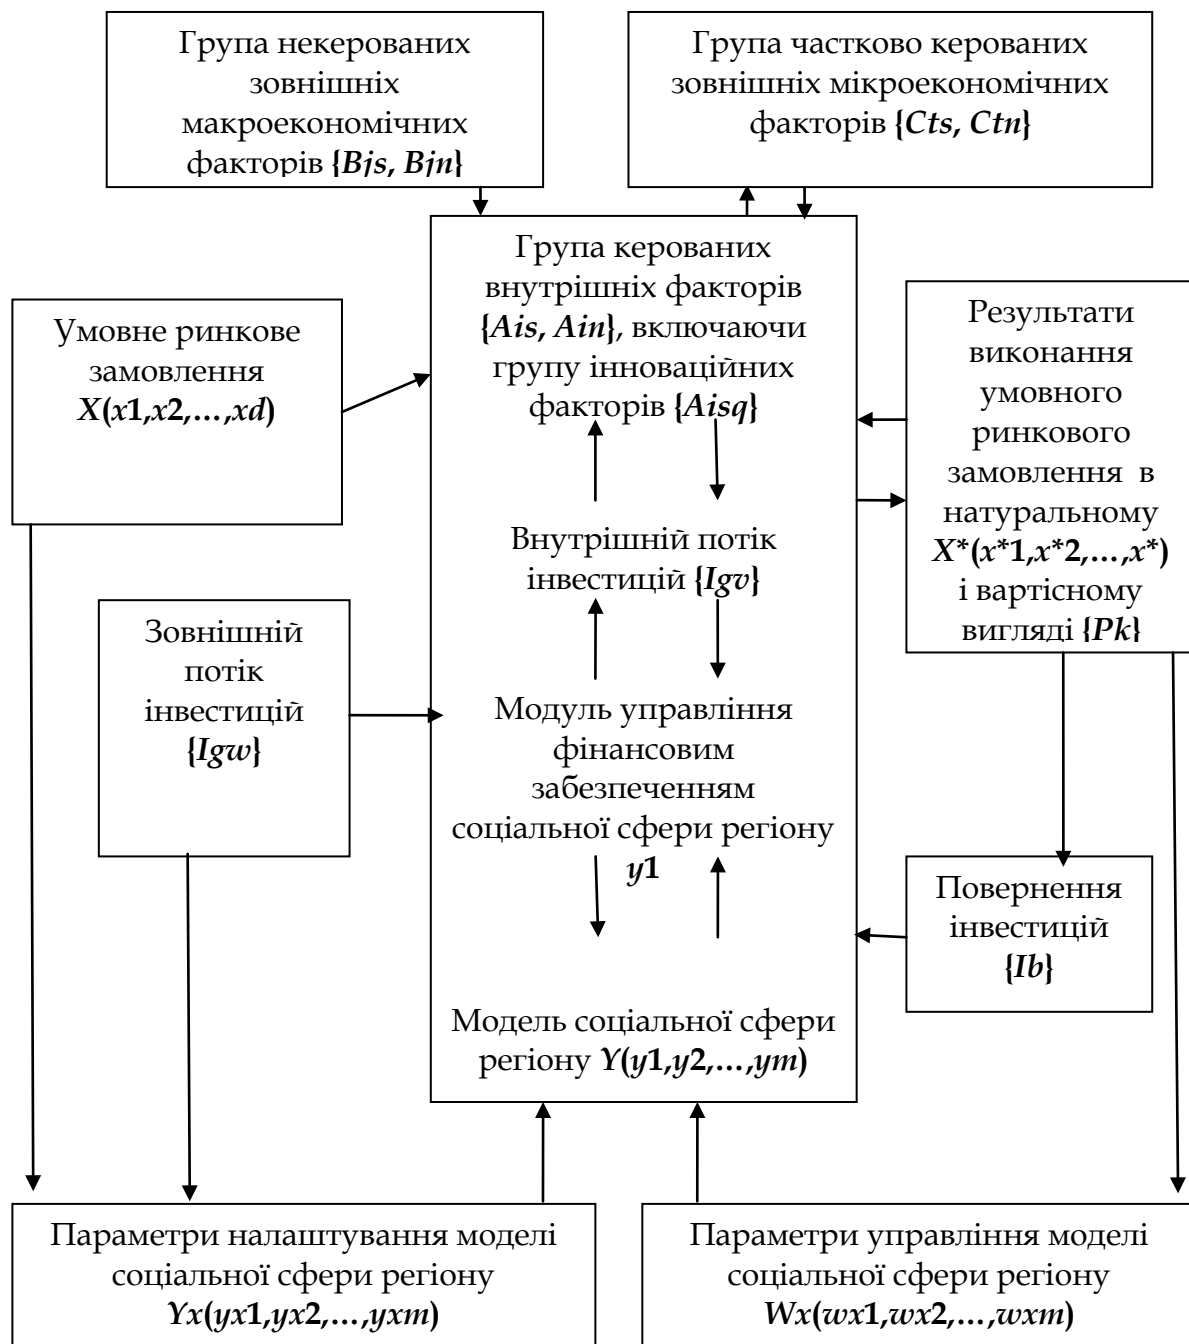 Група некерованих
зовнішніх
макроекономічних
факторів {Bjs, Bjn}
Група частково керованих
зовнішніх мікроекономічних
факторів {Cts, Ctn}
Група керованих
внутрішніх факторів
{Ais, Ain}, включаючи
групу інноваційних
факторів {Aisq}
Умовне ринкове
замовлення
X(x1,x2,…,xd)
Результати
виконання
умовного
ринкового
замовлення в
натуральному
X*(x*1,x*2,…,x*)
і вартісному
вигляді {Pk}
Внутрішній потік
інвестицій {Igv}
Зовнішній
потік
інвестицій
{Igw}
Модуль управління
фінансовим
забезпеченням
соціальної сфери регіону
y1
Повернення
інвестицій
{Ib}
Модель соціальної сфери
регіону Y(y1,y2,…,ym)
Параметри налаштування моделі
соціальної сфери регіону
Yx(yx1,yx2,…,yxm)
Параметри управління моделі
соціальної сфери регіону
Wx(wx1,wx2,…,wxm)